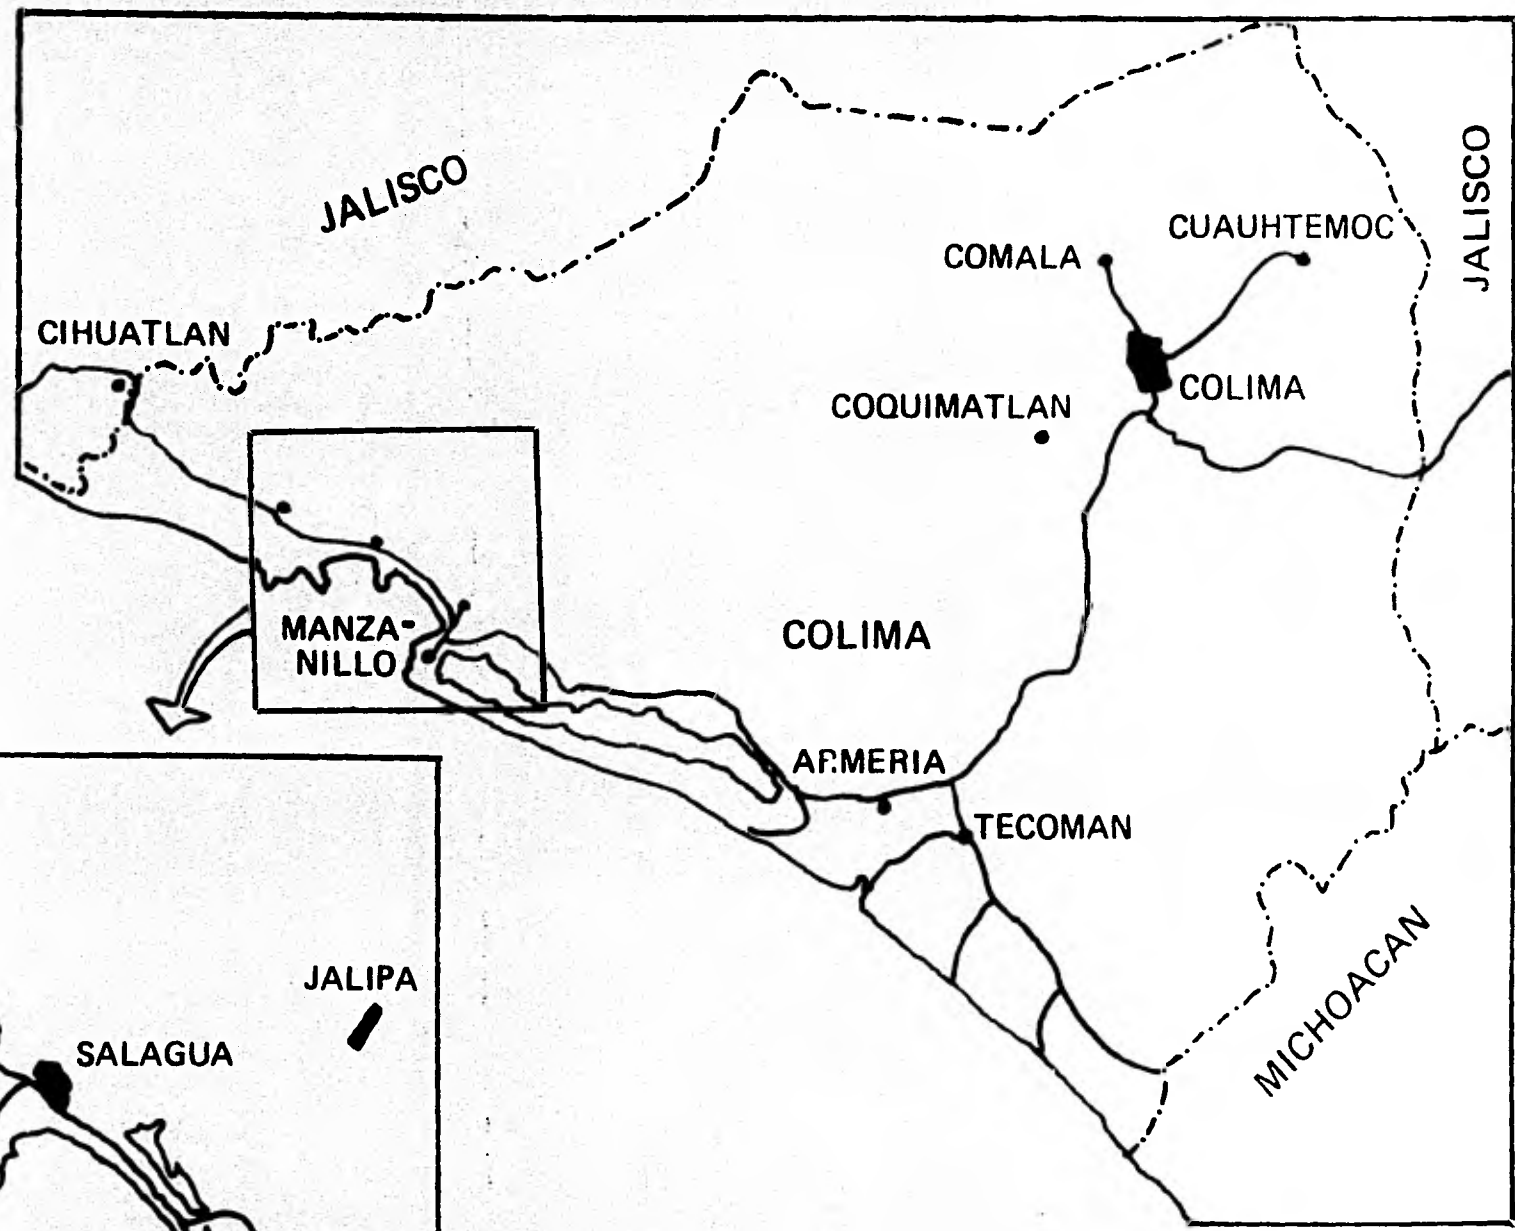 JALISCO
JALISCO
CUAUHTEMOC
COMALA
CIHUATLAN
COLIMA
COQUIMATLAN
MANZA-
NILLO
COLIMA
ARMERIA
TECOMAN
MICHOACAN
JALIPA
SALAGUA